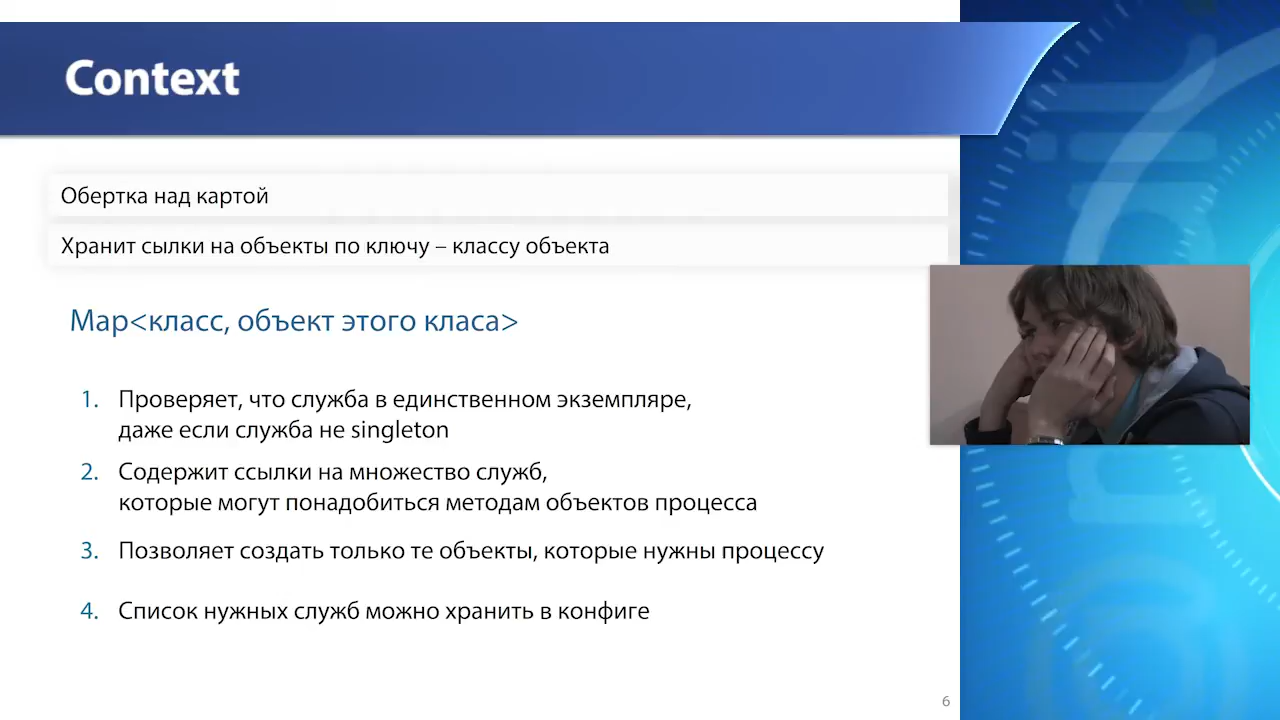 Context
Обертка над картой
Хранит сылки на объекты по ключу – классу объекта
Map<класс, объект этого класа>
1. Проверяет, что служба в единственном экземпляре,
даже если служба не singleton
2. Содержит ссылки на множество служб,
которые могут понадобиться методам объектов процесса
3. Позволяет создать только те объекты, которые нужны процессу
4. Список нужных служб можно хранить в конфиге
6